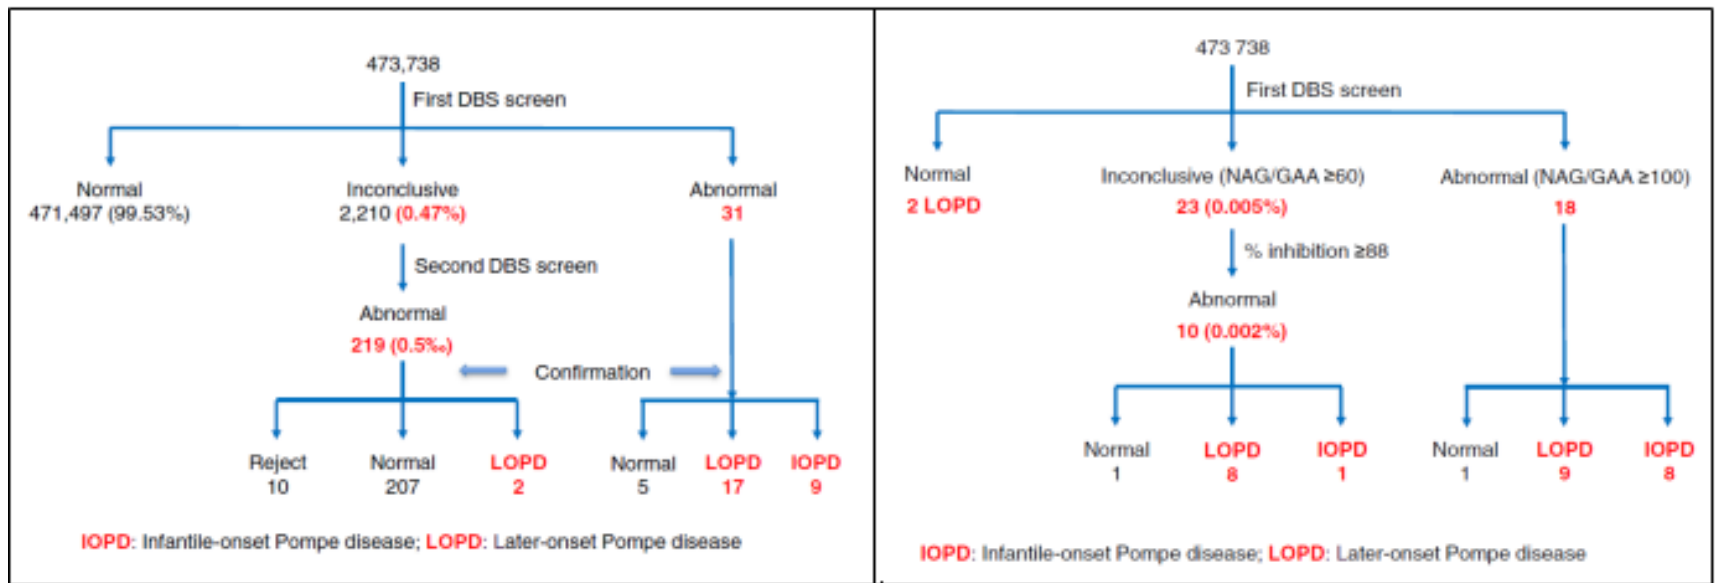 473,738
First DBS screen
Normal
471,497 (99.53%)
Inconclusive
2,210 (0.47%)
Abnormal
31
Second DBS screen
Abnormal
219 (0.5‰)
Confirmation
Reject
10
Normal
207
LOPD
2
Normal
5
LOPD
17
IOPD
9
IOPD: Infantile-onset Pompe disease; LOPD: Later-onset Pompe disease
473 738
First DBS screen
Normal
2 LOPD
Inconclusive (NAG/GAA ≥60)
23 (0.005%)
Abnormal (NAG/GAA ≥100)
18
% inhibition ≥88
Abnormal
10 (0.002%)
Normal
1
LOPD
8
IOPD
1
Normal
1
LOPD
9
IOPD
8
IOPD: Infantile-onset Pompe disease; LOPD: Later-onset Pompe disease